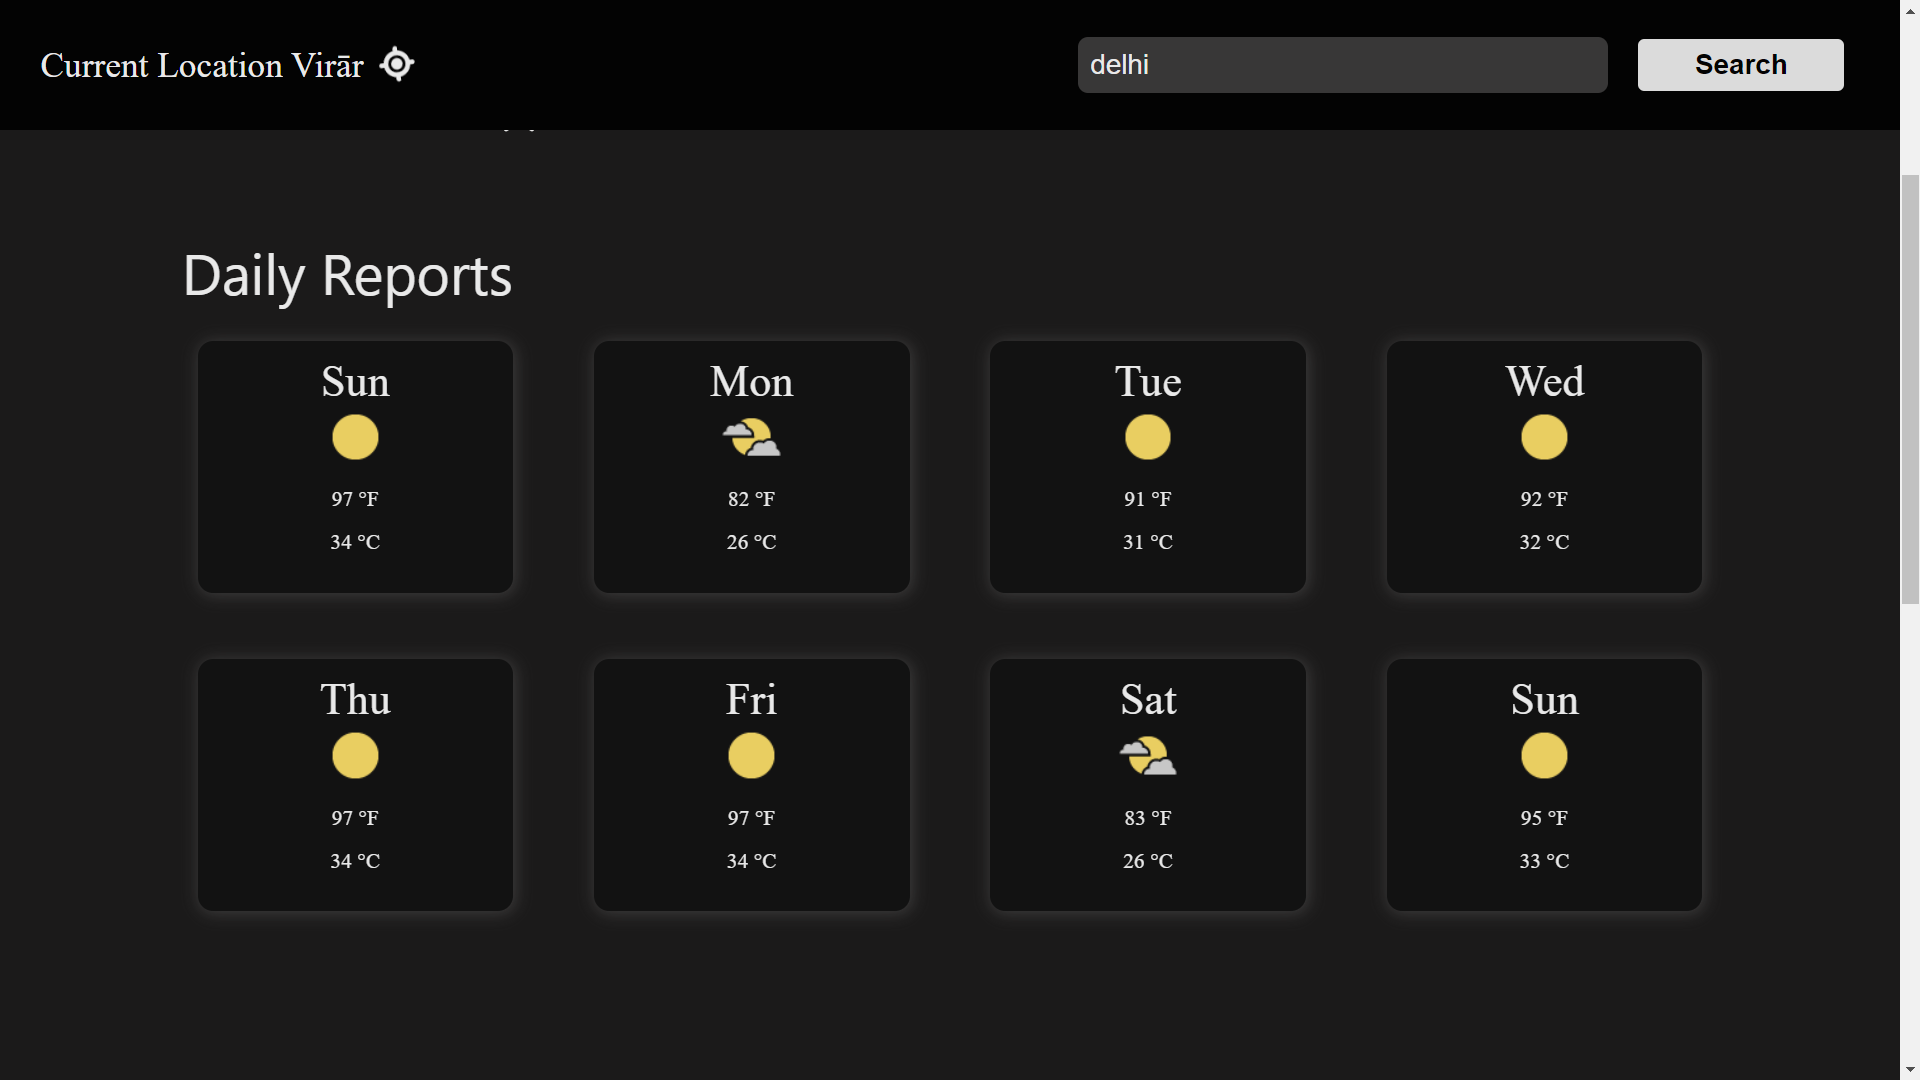 Current Location Virār
delhi
Search
Daily Reports
Sun
97 °F
34 °C
Mon
82 °F
26 °C
Tue
91 °F
31 °C
Wed
92 °F
32 °C
Thu
97 °F
34 °C
Fri
97 °F
34 °C
Sat
83 °F
26 °C
Sun
95 °F
33 °C